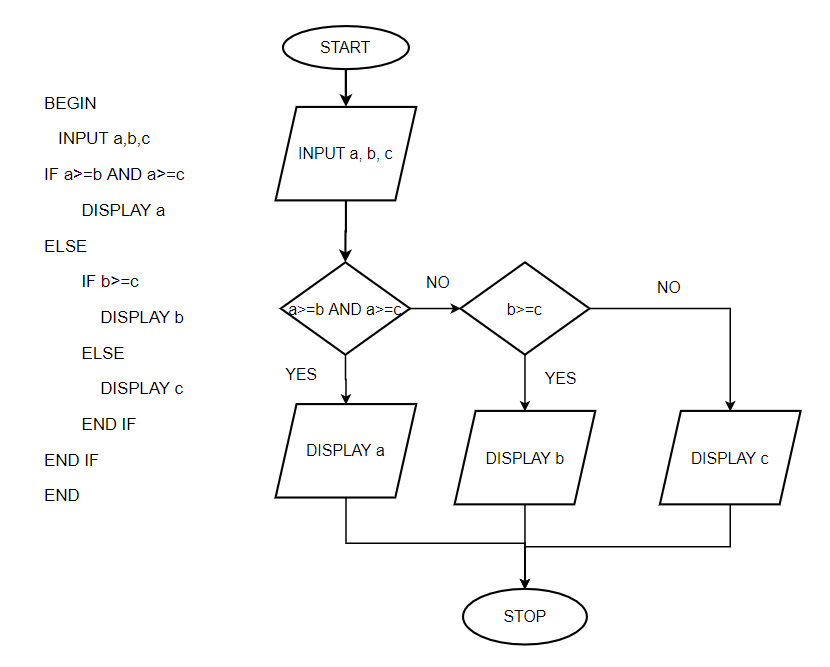 BEGIN
INPUT a,b,c
IF a>=b AND a>=c
DISPLAY a
ELSE
IF b>=c
DISPLAY b
ELSE
DISPLAY c
END IF
END IF
END
START
INPUT a, b, c
a>=b AND a>=c
NO
b>=c
NO
YES
YES
DISPLAY a
DISPLAY b
DISPLAY c
STOP